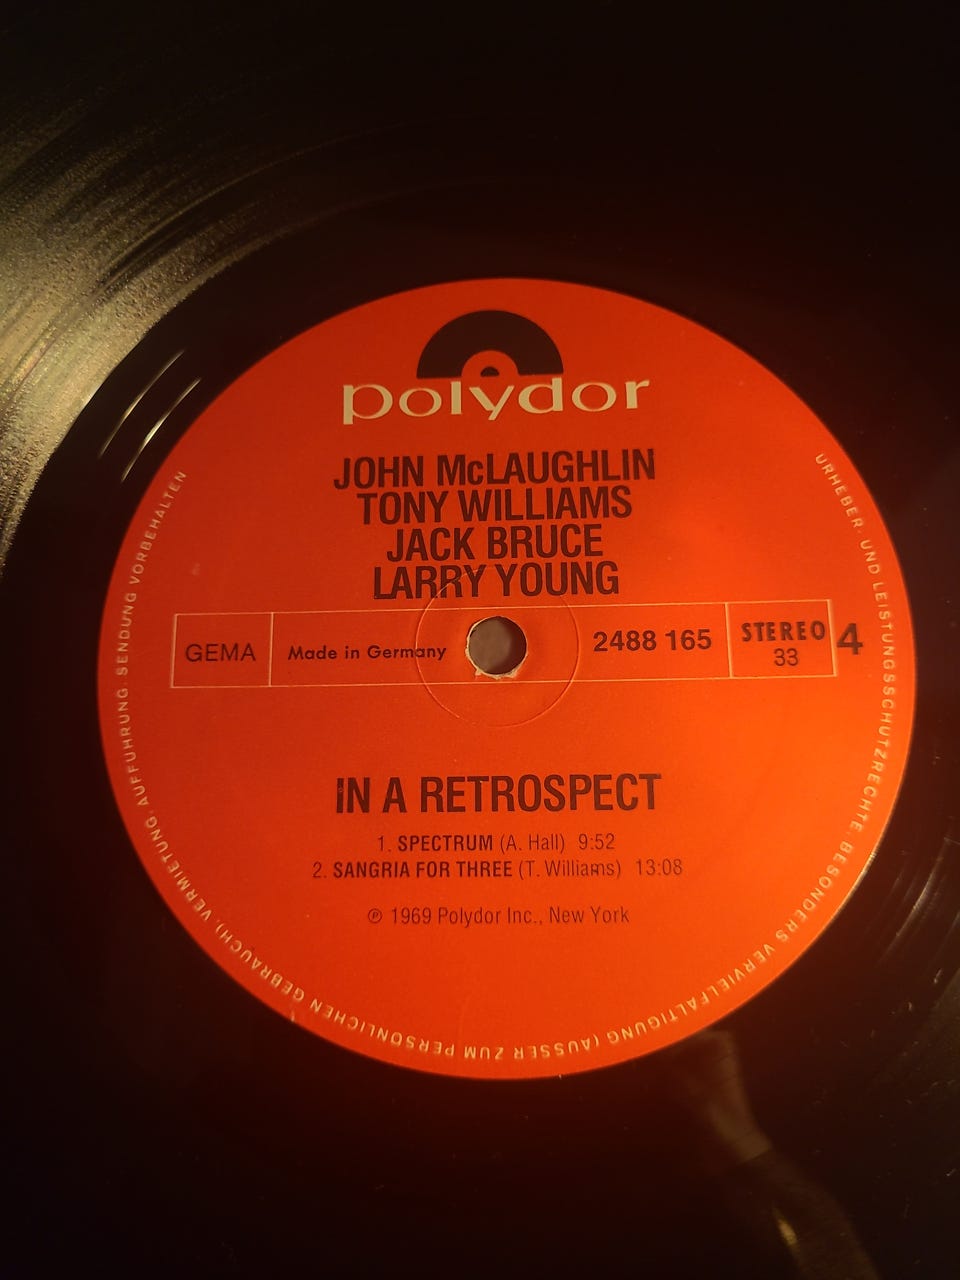 polydor
JOHN McLAUGHLIN
TONY WILLIAMS
JACK BRUCE
LARRY YOUNG
GEMA
Made in Germany
2488 165
STEREO
33
4
IN A RETROSPECT
1. SPECTRUM (A. Hall) 9:52
2. SANGRIA FOR THREE (T. Williams) 13:08
℗ 1969 Polydor Inc., New York
URHEBER- UND LEISTUNGSSCHUTZRECHTE, BESONDERS VERVIELFÄLTIGUNG (AUSSER ZUM PERSÖNLICHEN GEBRAUCH), VERMIETUNG, AUFFÜHRUNG, SENDUNG VORBEHALTEN